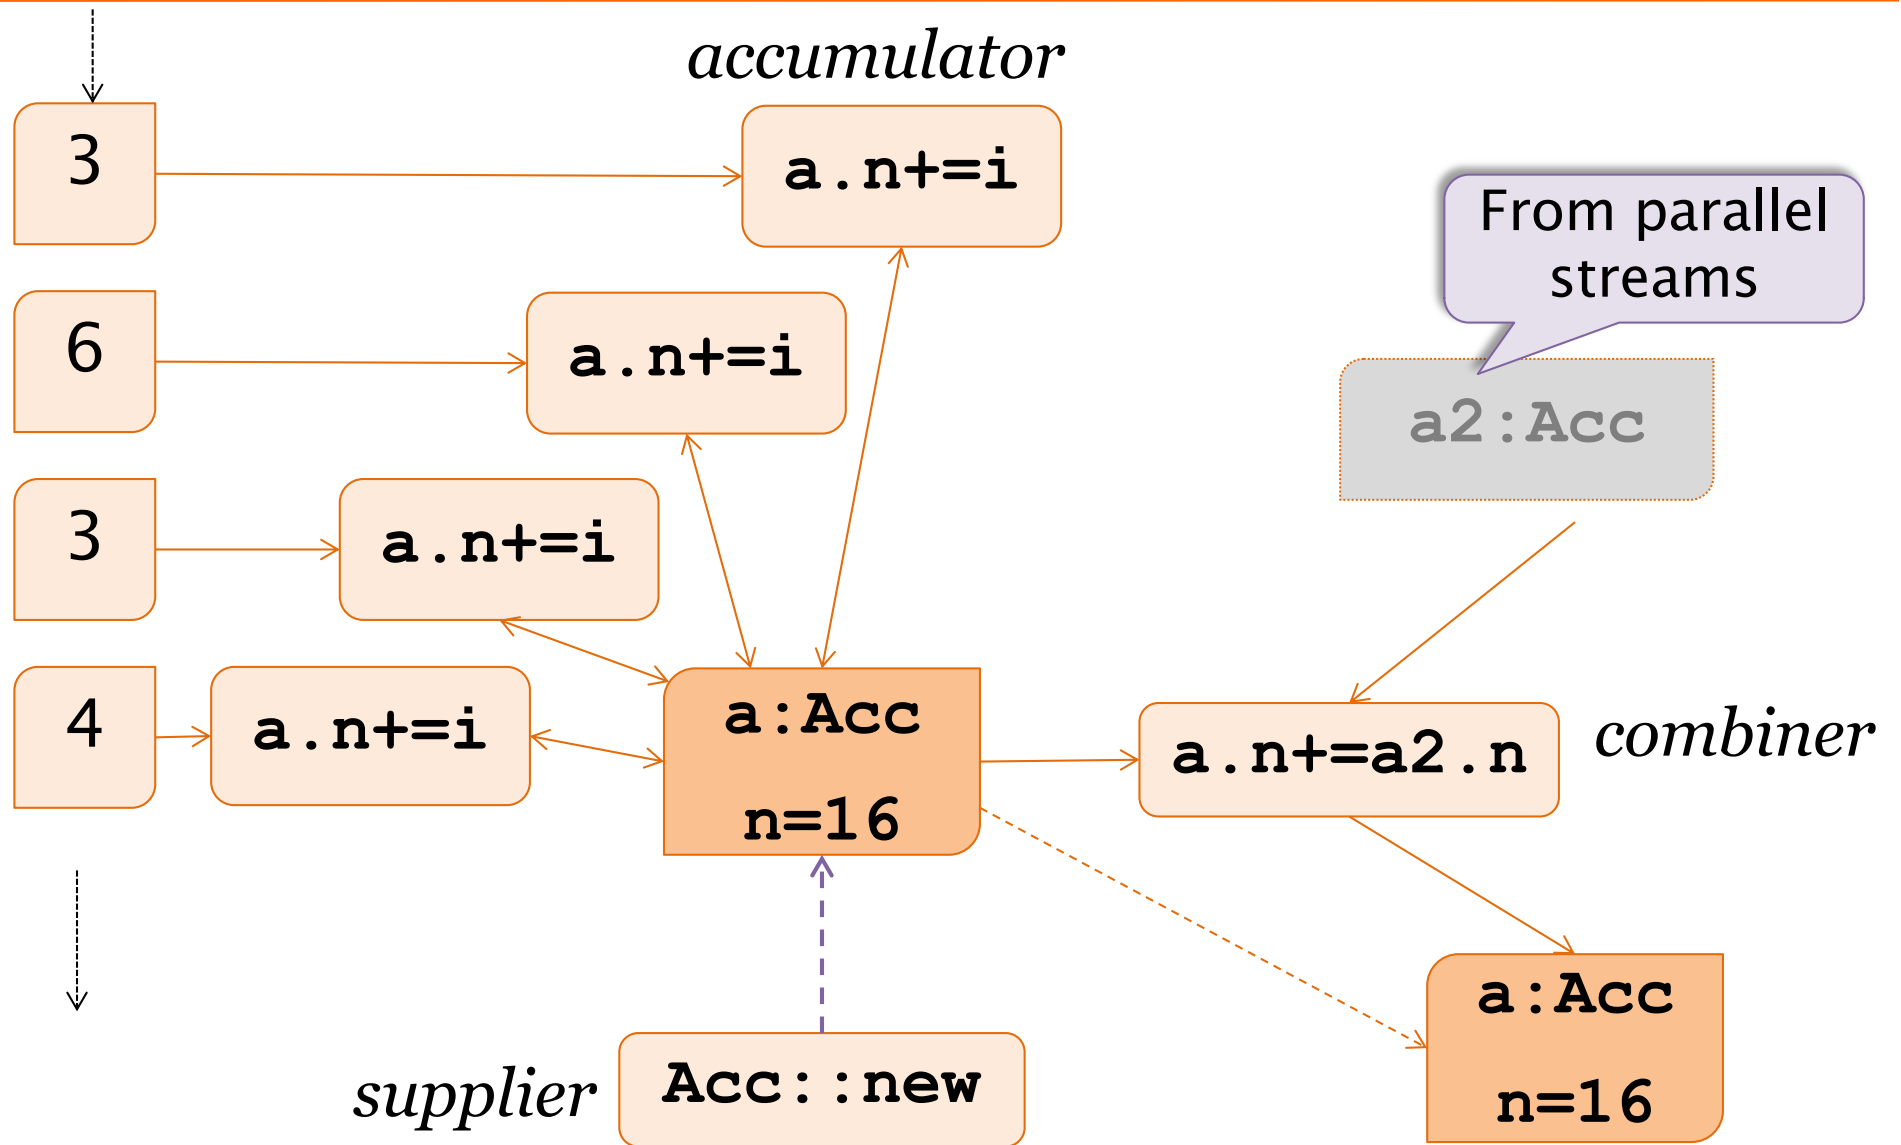 accumulator
3
a.n+=i
From parallel
streams
6
a.n+=i
a2:Acc
3
a.n+=i
4
a.n+=i
a:Acc
n=16
a.n+=a2.n
combiner
supplier
Acc::new
a:Acc
n=16